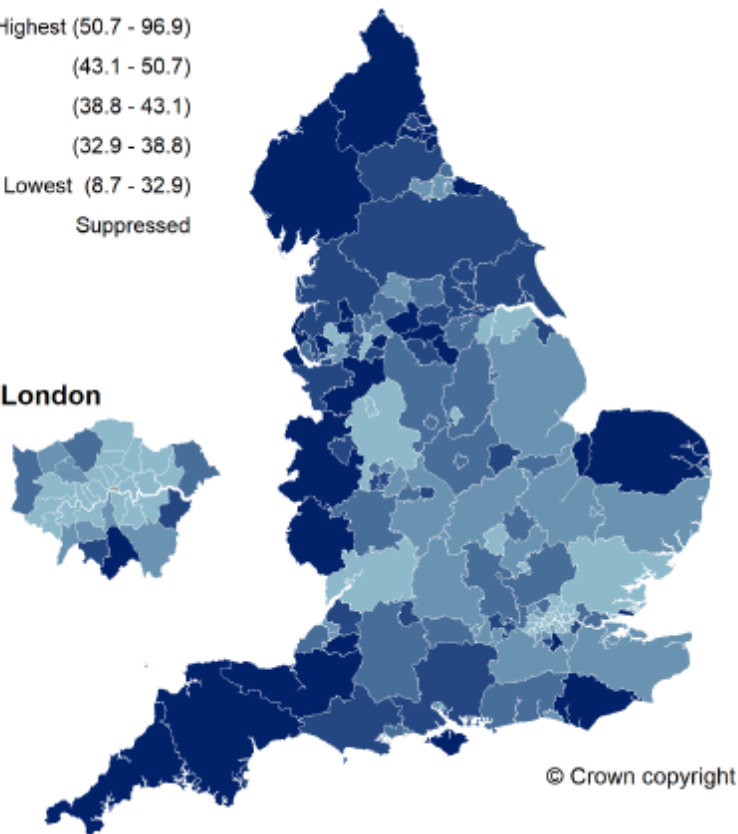 Highest (50.7 - 96.9)
(43.1 - 50.7)
(38.8 - 43.1)
(32.9 - 38.8)
Lowest (8.7 - 32.9)
Suppressed
London
© Crown copyright